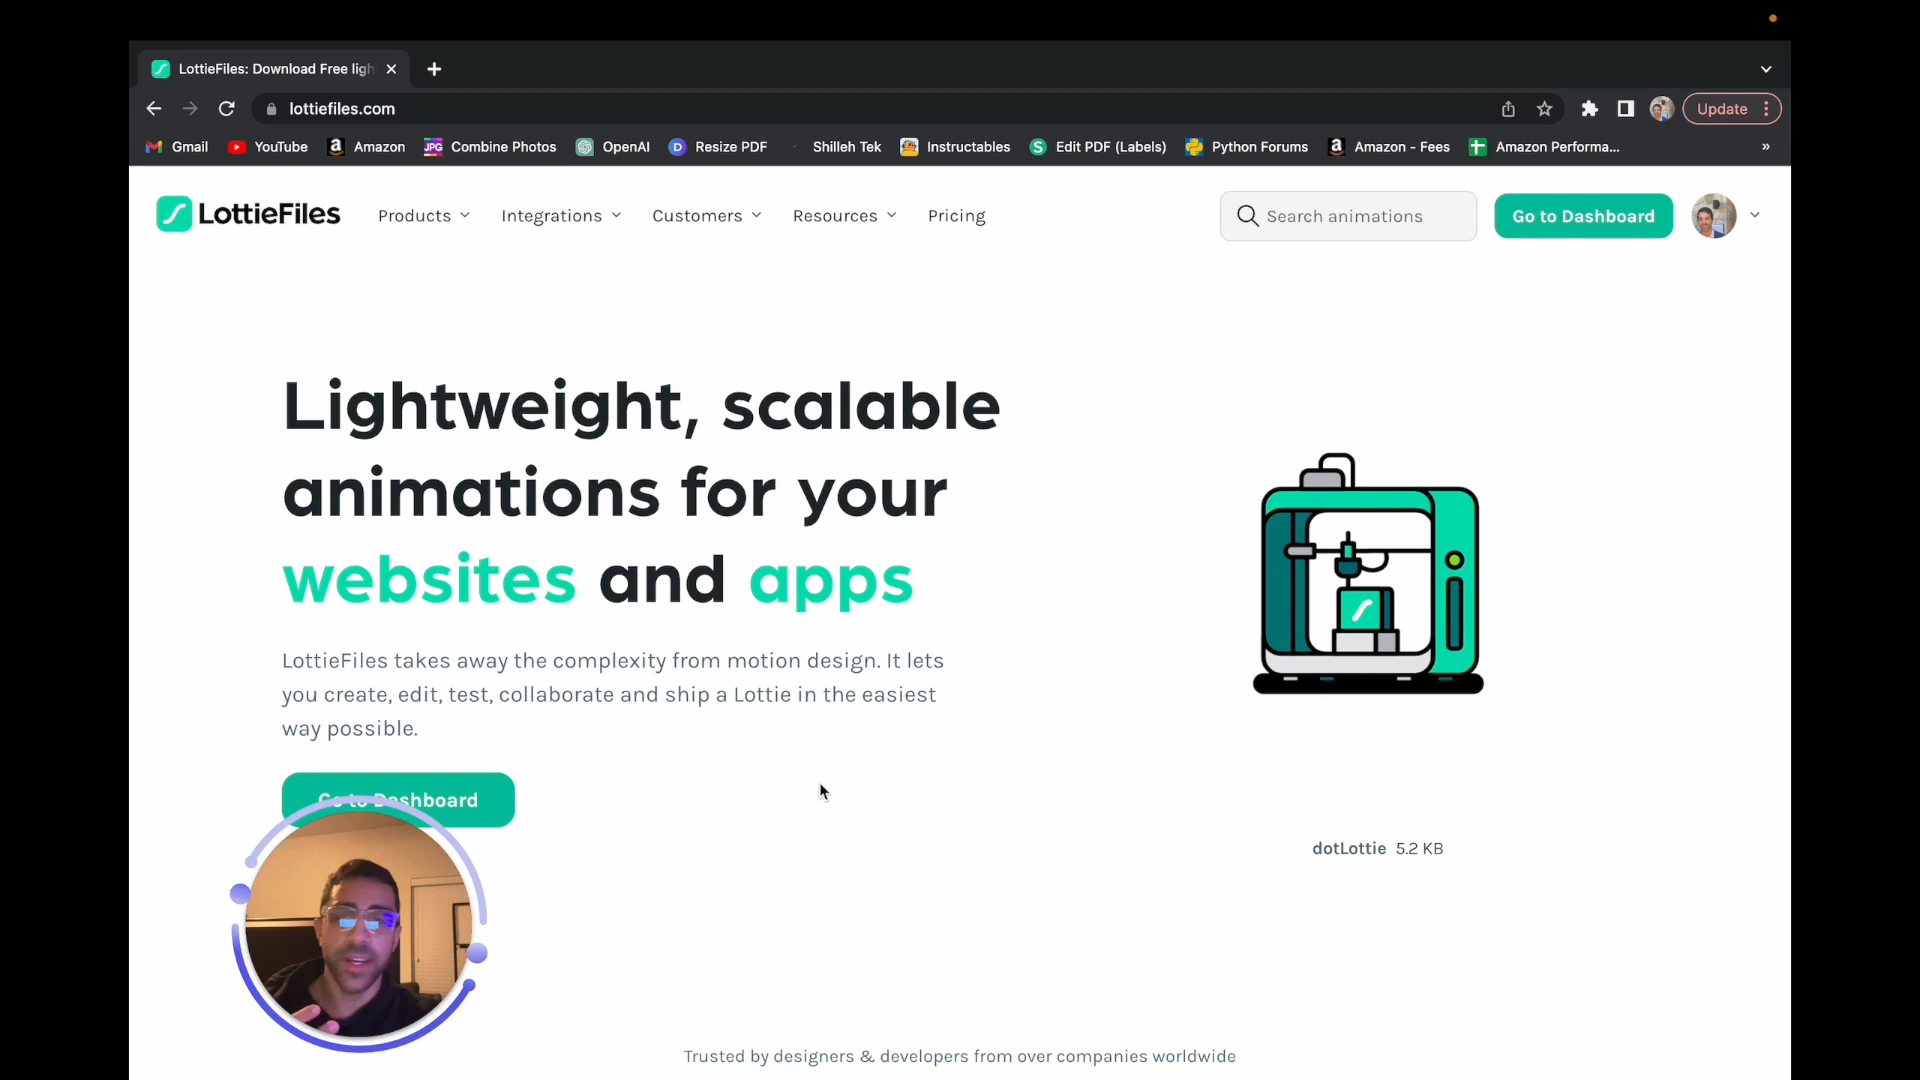 LottieFiles: Download Free ligh
lottiefiles.com
Update
Gmail YouTube Amazon JPG Combine Photos OpenAI D Resize PDF Shilleh Tek Instructables S Edit PDF (Labels) Python Forums Amazon - Fees Amazon Performa... »
LottieFiles Products Integrations Customers Resources Pricing Search animations Go to Dashboard
Lightweight, scalable
animations for your
websites and apps
LottieFiles takes away the complexity from motion design. It lets
you create, edit, test, collaborate and ship a Lottie in the easiest
way possible.
Go to Dashboard
dotLottie 5.2 KB
Trusted by designers & developers from over companies worldwide